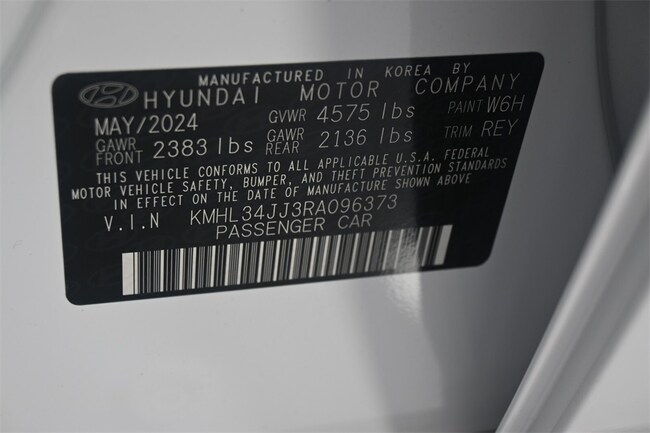 MANUFACTURED IN KOREA BY
HYUNDAI MOTOR COMPANY
MAY/2024 GVWR 4575 lbs PAINT W6H
GAWR FRONT 2383 lbs GAWR REAR 2136 lbs TRIM REY
THIS VEHICLE CONFORMS TO ALL APPLICABLE U.S.A. FEDERAL
MOTOR VEHICLE SAFETY, BUMPER, AND THEFT PREVENTION STANDARDS
IN EFFECT ON THE DATE OF MANUFACTURE SHOWN ABOVE
V.I.N KMHL34JJ3RA096373
PASSENGER CAR